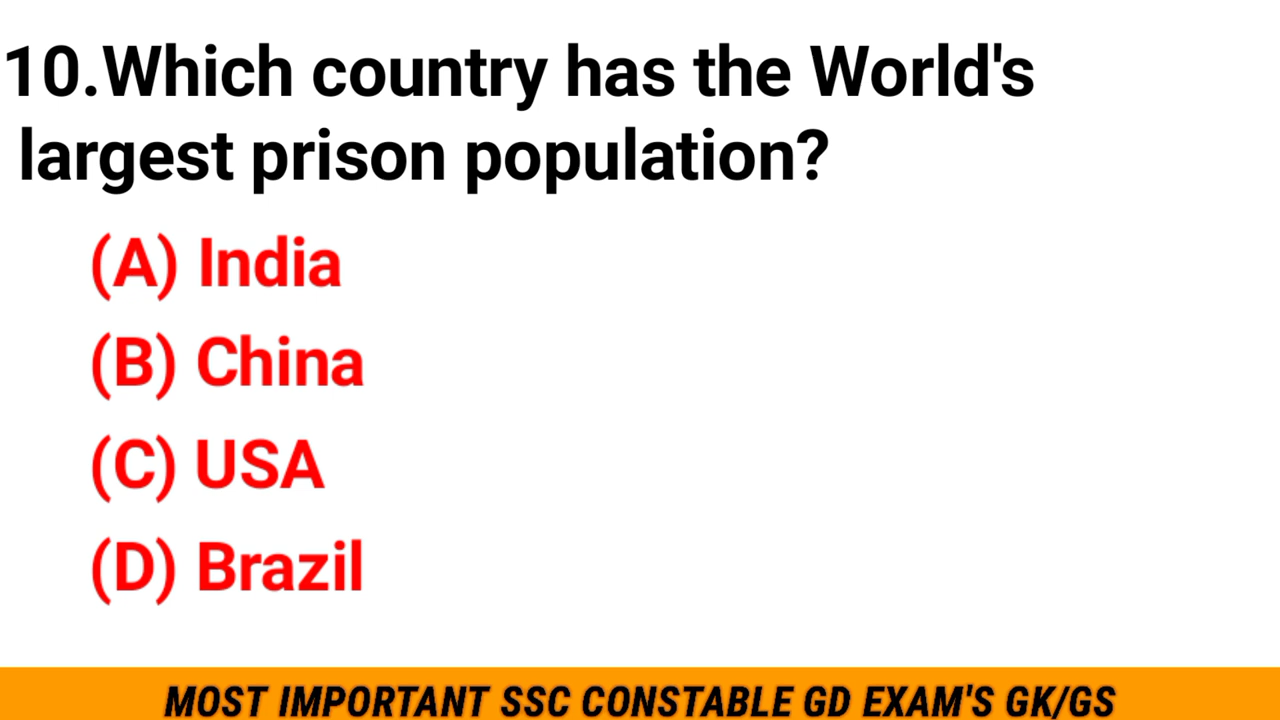 10.Which country has the World's
largest prison population?
(A) India
(B) China
(C) USA
(D) Brazil
MOST IMPORTANT SSC CONSTABLE GD EXAM'S GK/GS